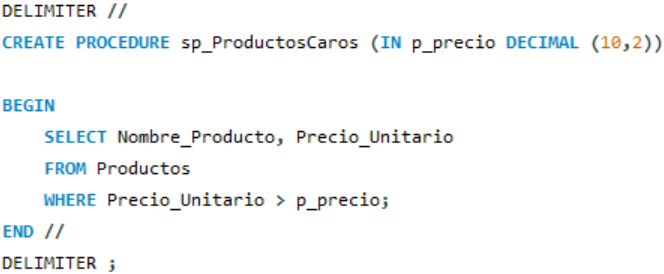 DELIMITER //
CREATE PROCEDURE sp_ProductosCaros (IN p_precio DECIMAL (10,2))
BEGIN
SELECT Nombre_Producto, Precio_Unitario
FROM Productos
WHERE Precio_Unitario > p_precio;
END //
DELIMITER ;